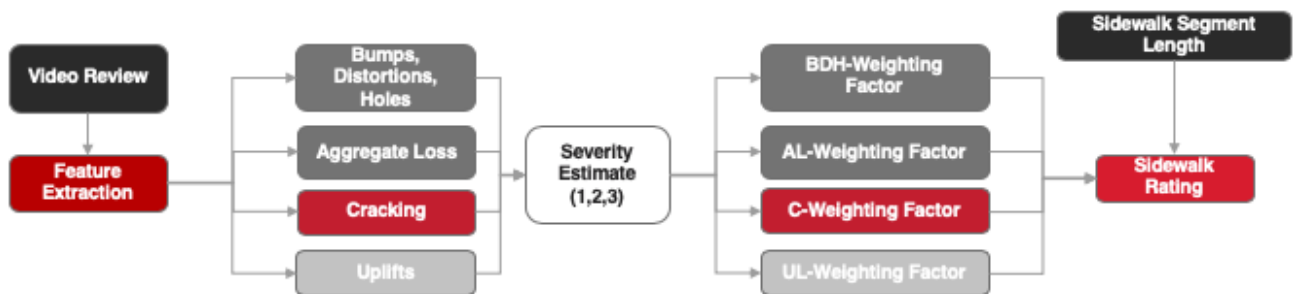 Video Review
Feature
Extraction
Bumps,
Distortions,
Holes
Aggregate Loss
Cracking
Uplifts
Severity
Estimate
(1,2,3)
BDH-Weighting
Factor
AL-Weighting Factor
C-Weighting Factor
UL-Weighting Factor
Sidewalk Segment
Length
Sidewalk
Rating